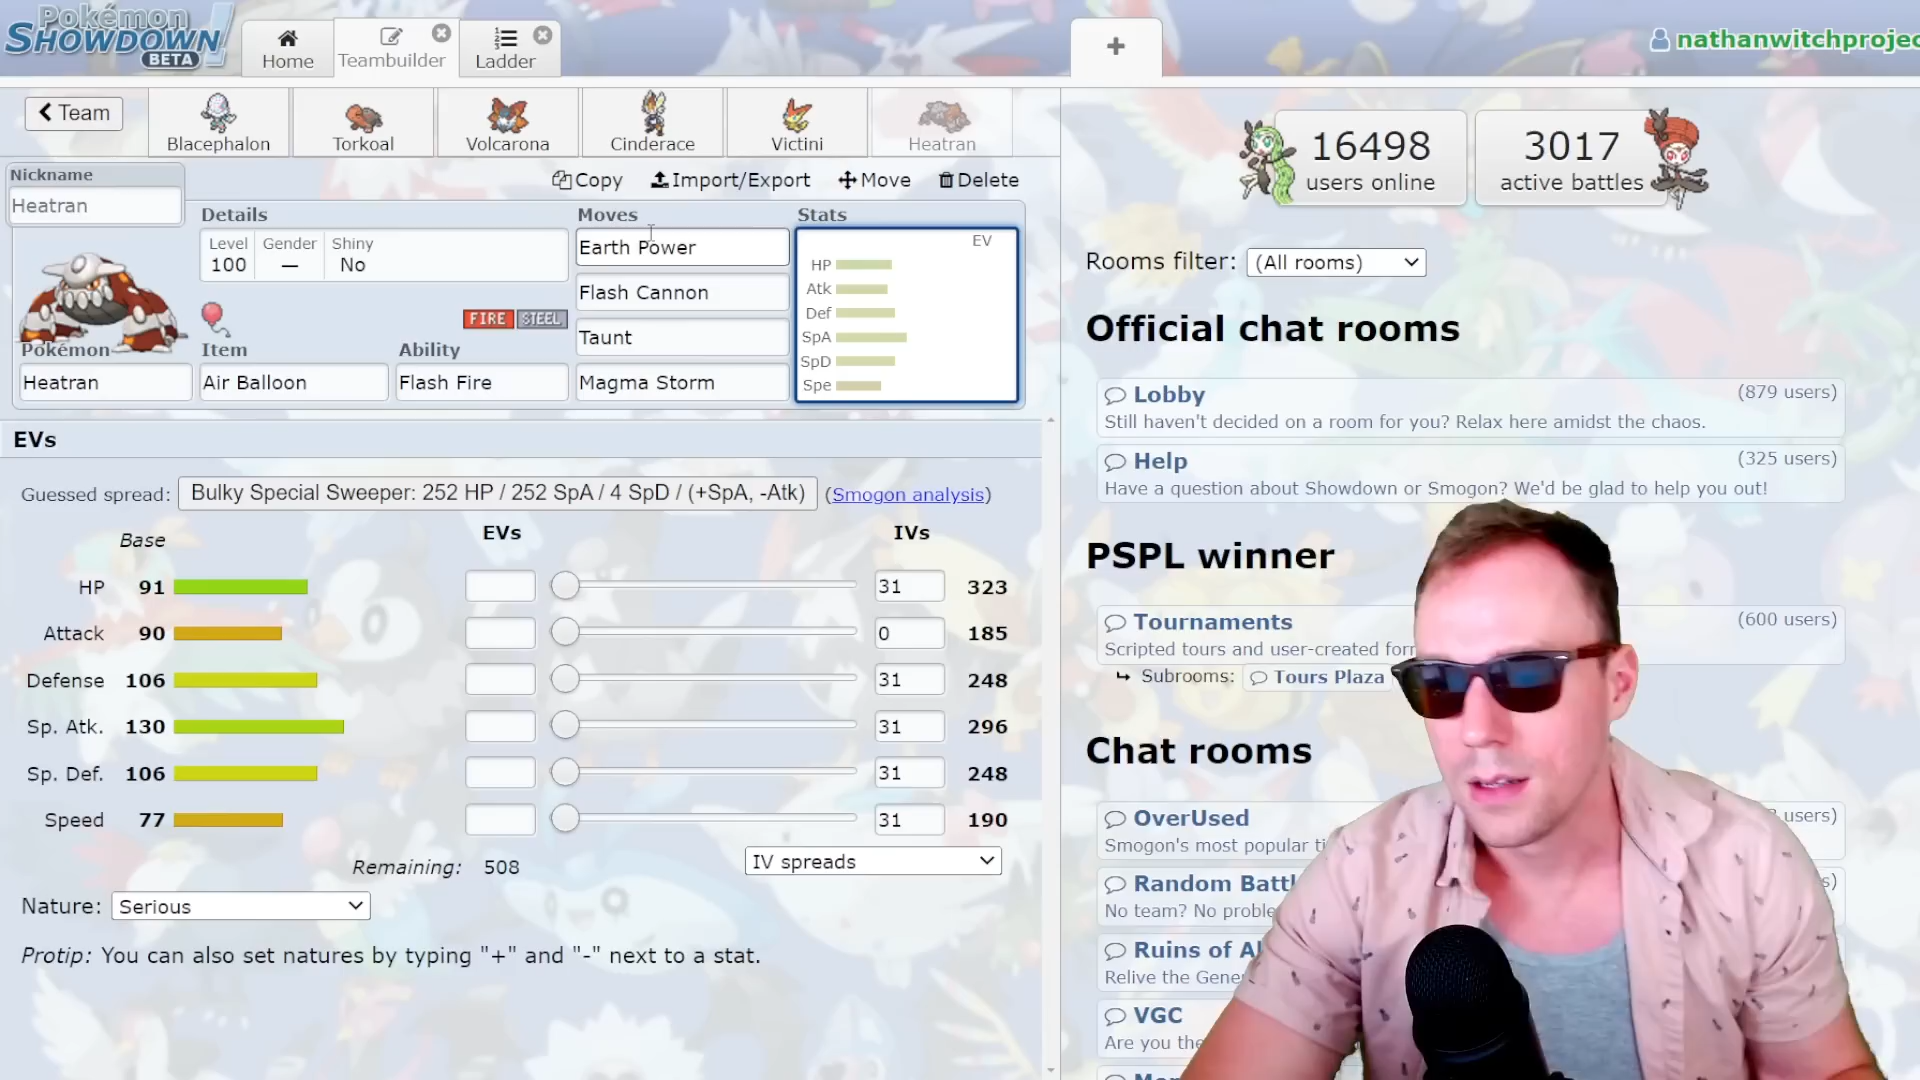 Pokémon
SHOWDOWN!
BETA
Home
Teambuilder
Ladder
+
nathanwitchprojec
Team
Blacephalon
Torkoal
Volcarona
Cinderace
Victini
Heatran
Nickname
Heatran
Copy
Import/Export
Move
Delete
Details
Moves
Stats
Level
Gender
Shiny
100
—
No
Earth Power
Flash Cannon
Taunt
Magma Storm
EV
HP
Atk
Def
SpA
SpD
Spe
FIRE
STEEL
Pokémon
Item
Ability
Heatran
Air Balloon
Flash Fire
EVs
Guessed spread: Bulky Special Sweeper: 252 HP / 252 SpA / 4 SpD / (+SpA, -Atk) (Smogon analysis)
Base
EVs
IVs
HP 91 31 323
Attack 90 0 185
Defense 106 31 248
Sp. Atk. 130 31 296
Sp. Def. 106 31 248
Speed 77 31 190
Remaining: 508
IV spreads
Nature: Serious
Protip: You can also set natures by typing "+" and "-" next to a stat.
16498
users online
3017
active battles
Rooms filter: (All rooms)
Official chat rooms
Lobby (879 users)
Still haven't decided on a room for you? Relax here amidst the chaos.
Help (325 users)
Have a question about Showdown or Smogon? We'd be glad to help you out!
PSPL winner
Tournaments (600 users)
Scripted tours and user-created for
Subrooms: Tours Plaza
Chat rooms
OverUsed users)
Smogon's most popular ti
Random Battl s)
No team? No proble
Ruins of Al
Relive the Gene
VGC
Are you the